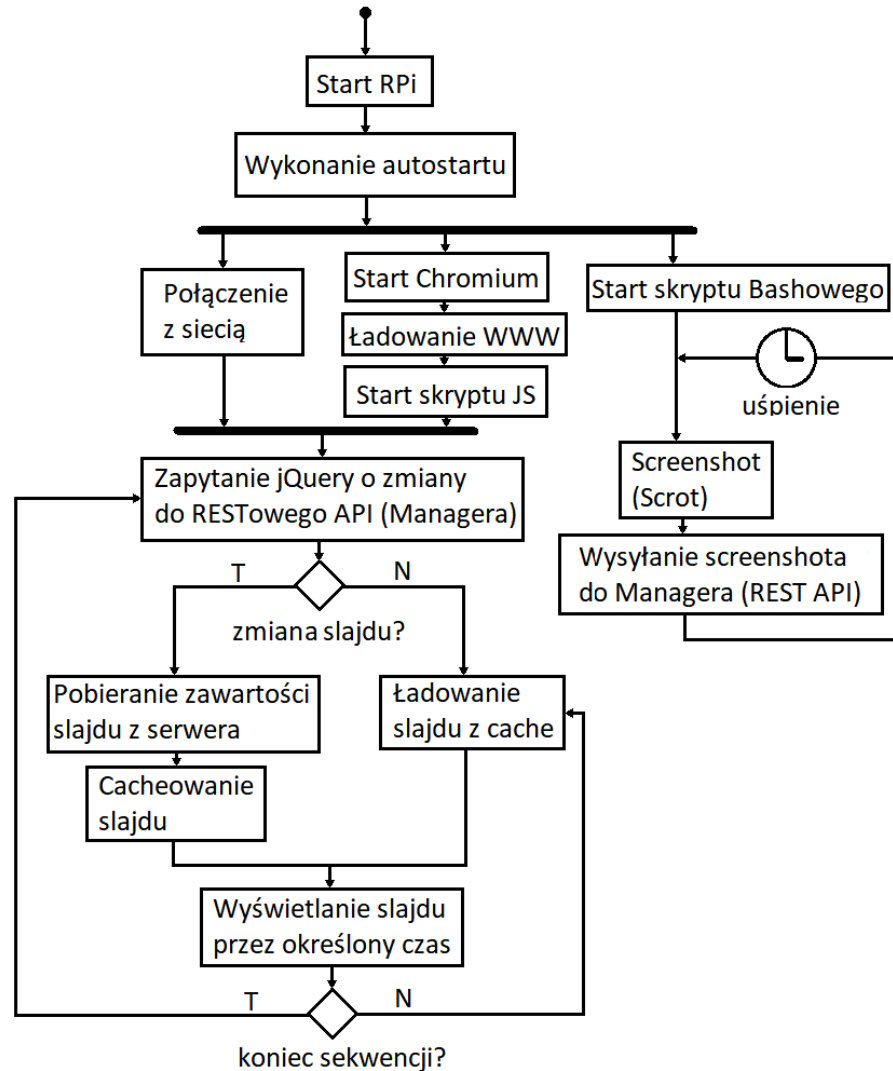 Start RPi
Wykonanie autostartu
Połączenie
z siecią
Start Chromium
Ładowanie WWW
Start skryptu JS
Start skryptu Bashowego
uśpienie
Screenshot
(Scrot)
Wysyłanie screenshota
do Managera (REST API)
Zapytanie jQuery o zmiany
do RESTowego API (Managera)
T
N
zmiana slajdu?
Pobieranie zawartości
slajdu z serwera
Ładowanie
slajdu z cache
Cacheowanie
slajdu
Wyświetlanie slajdu
przez określony czas
T
N
koniec sekwencji?